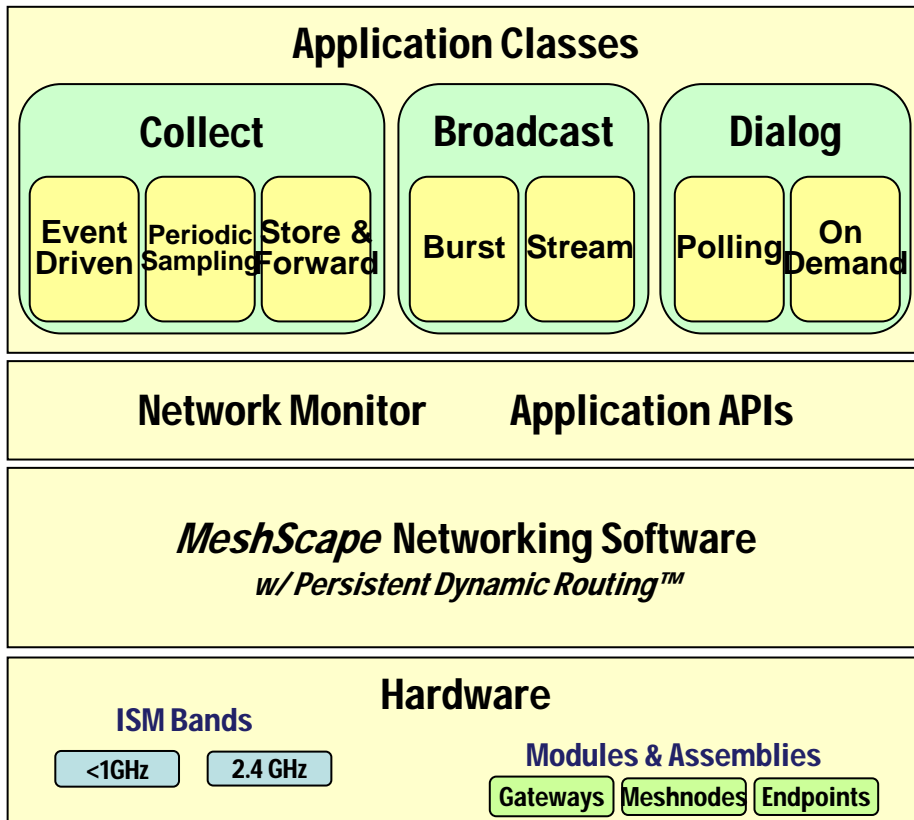 Application Classes
Collect
Broadcast
Dialog
Event
Driven
Periodic
Sampling
Store &
Forward
Burst
Stream
Polling
On
Demand
Network Monitor
Application APIs
MeshScape Networking Software
w/ Persistent Dynamic Routing™
Hardware
ISM Bands
<1GHz
2.4 GHz
Modules & Assemblies
Gateways
Meshnodes
Endpoints